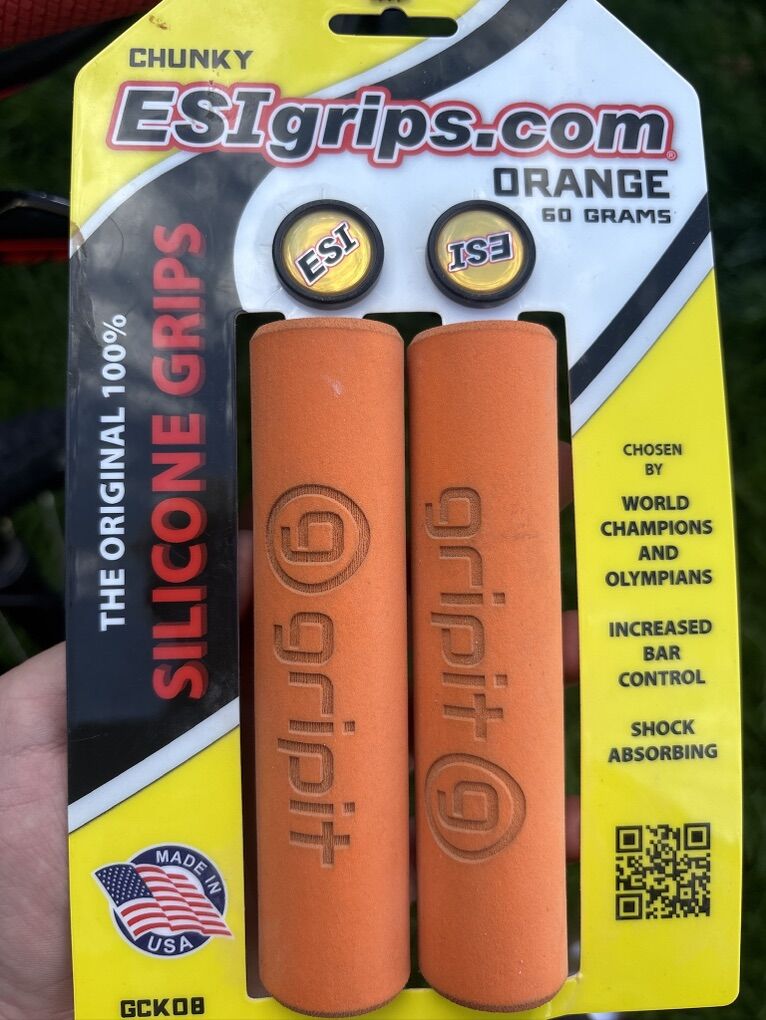 CHUNKY
ESIgrips.com®
ORANGE
60 GRAMS
ESI
ESI
THE ORIGINAL 100%
SILICONE GRIPS
g gripit
gripit g
CHOSEN
BY
WORLD
CHAMPIONS
AND
OLYMPIANS
INCREASED
BAR
CONTROL
SHOCK
ABSORBING
MADE IN
USA
GCK08